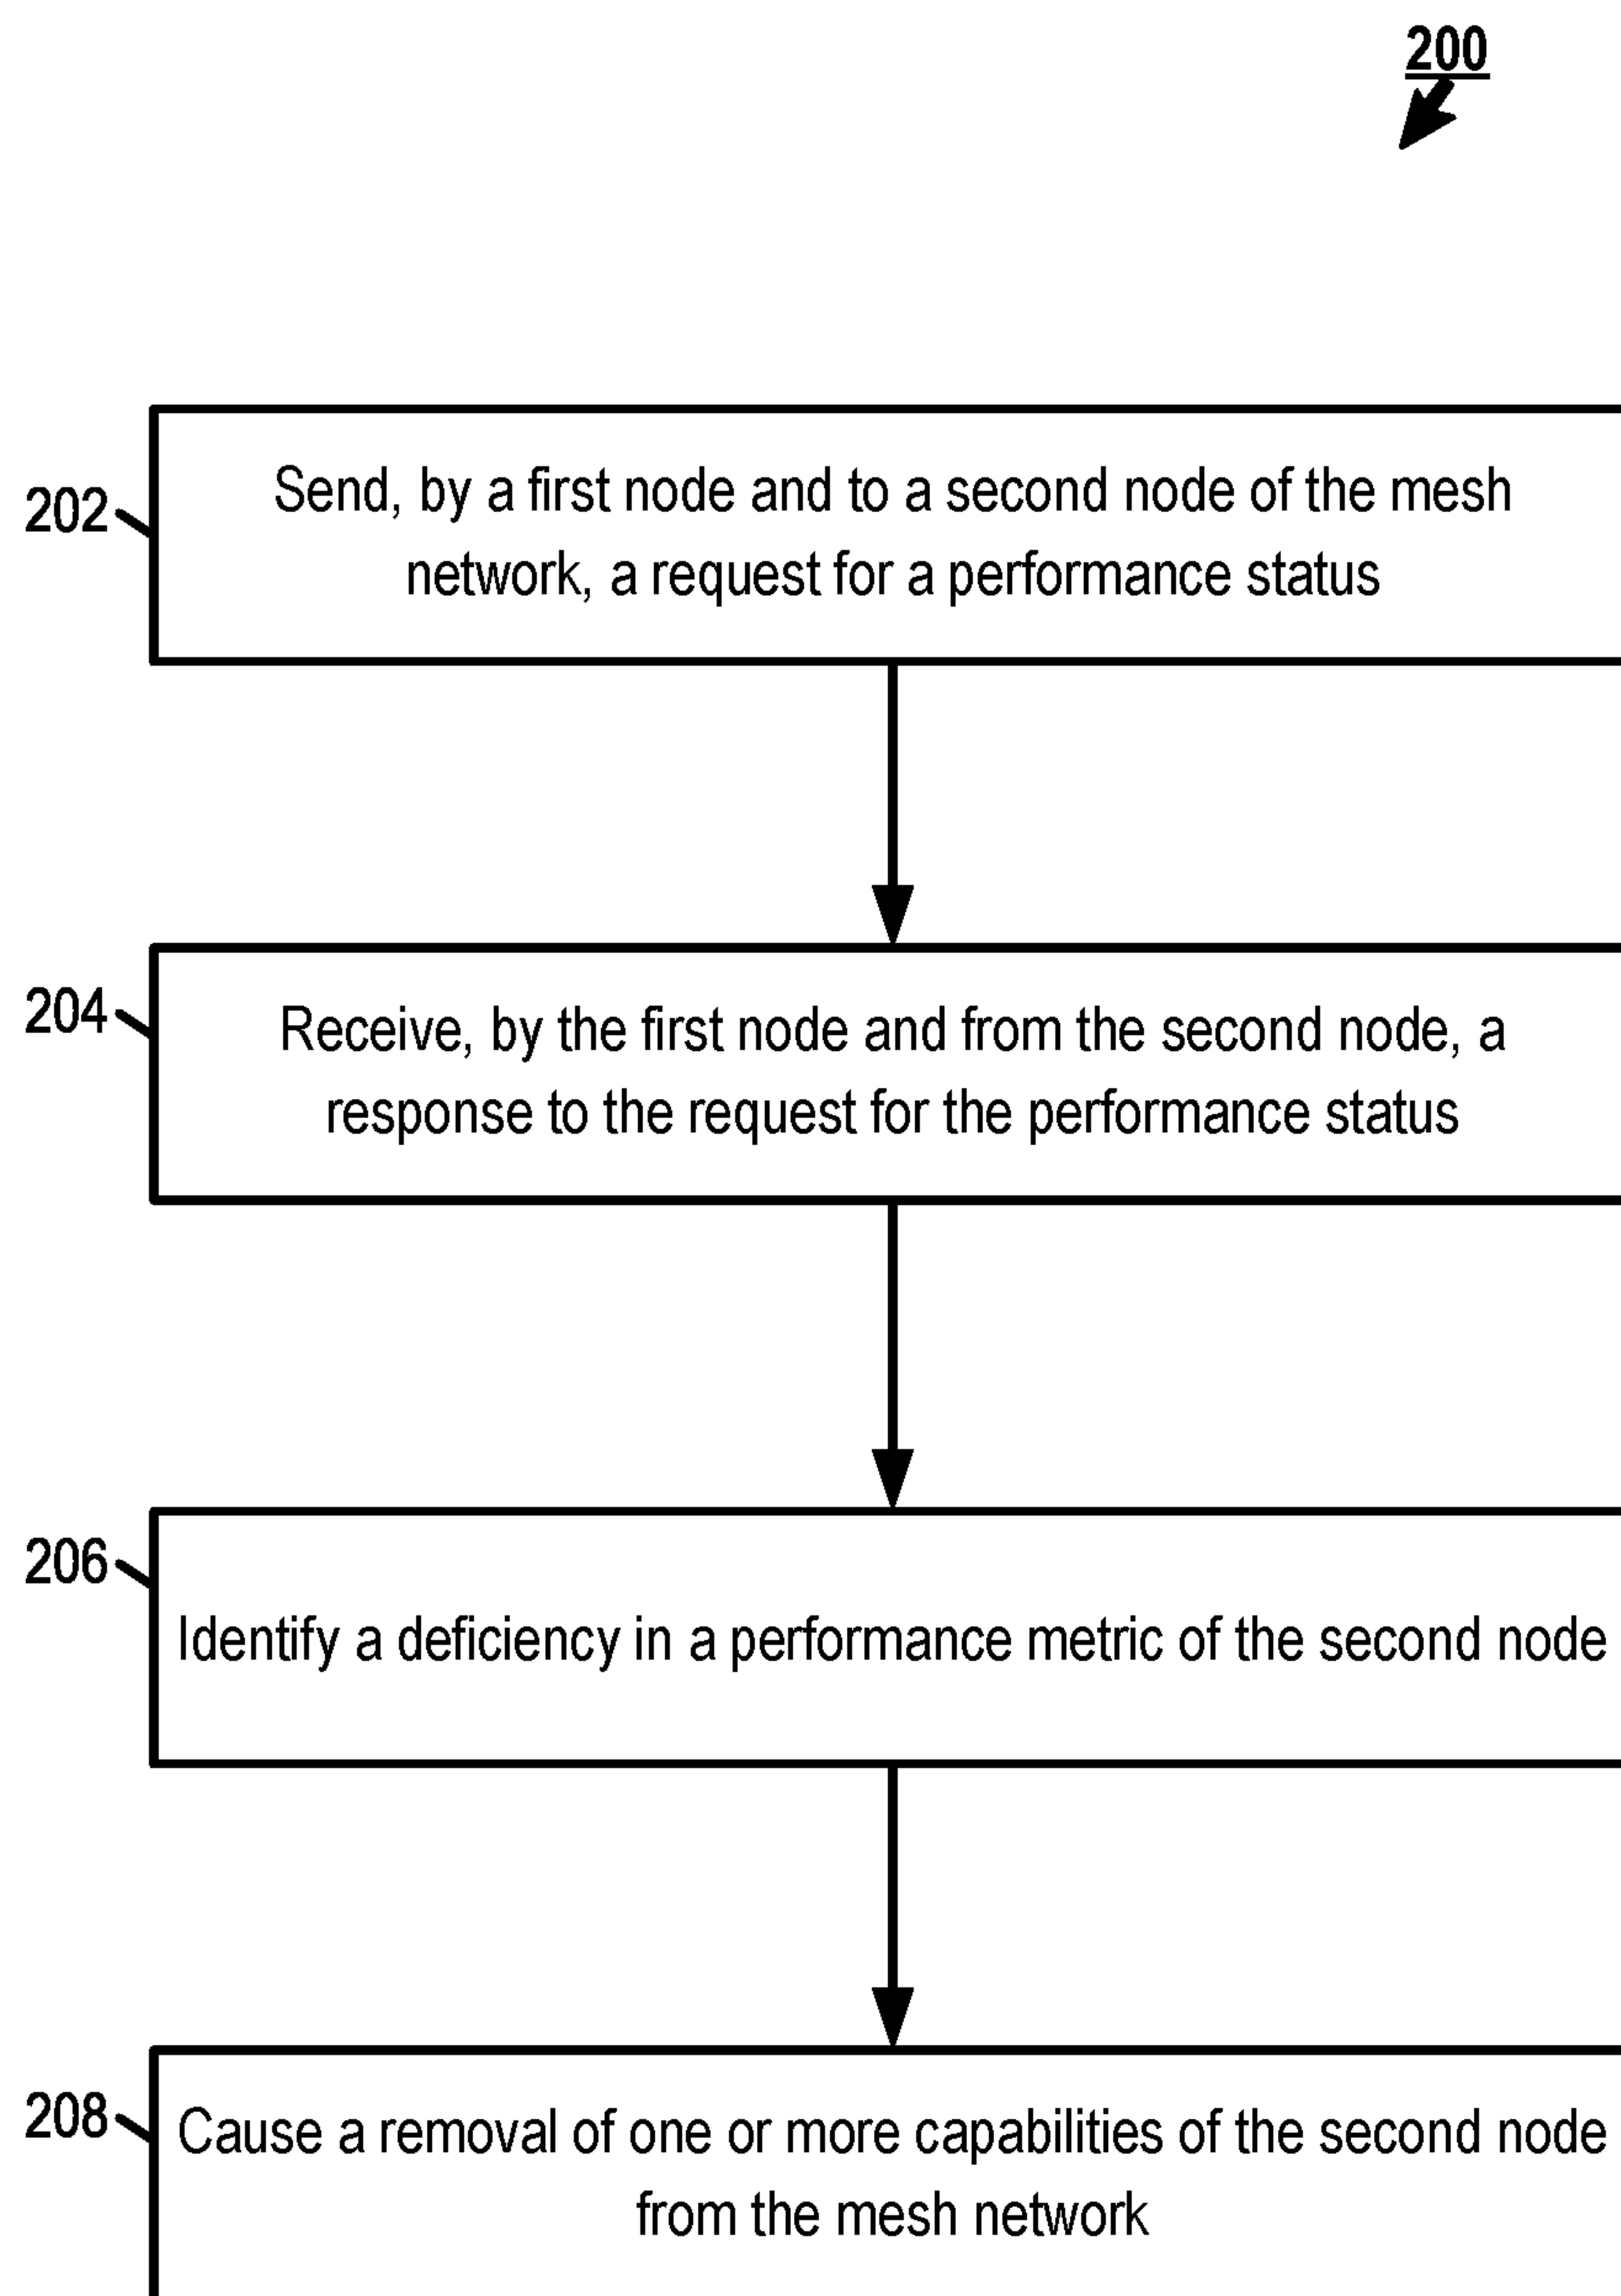 200
202
Send, by a first node and to a second node of the mesh
network, a request for a performance status
204
Receive, by the first node and from the second node, a
response to the request for the performance status
206
Identify a deficiency in a performance metric of the second node
208
Cause a removal of one or more capabilities of the second node
from the mesh network